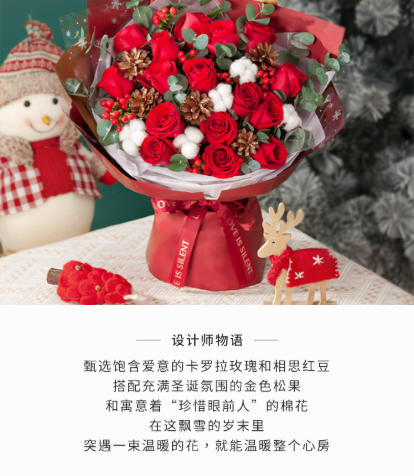 LOVE IS SILENT
LOVE IS SILENT
设计师物语
甄选饱含爱意的卡罗拉玫瑰和相思红豆
搭配充满圣诞氛围的金色松果
和寓意着“珍惜眼前人”的棉花
在这飘雪的岁末里
突遇一束温暖的花，就能温暖整个心房